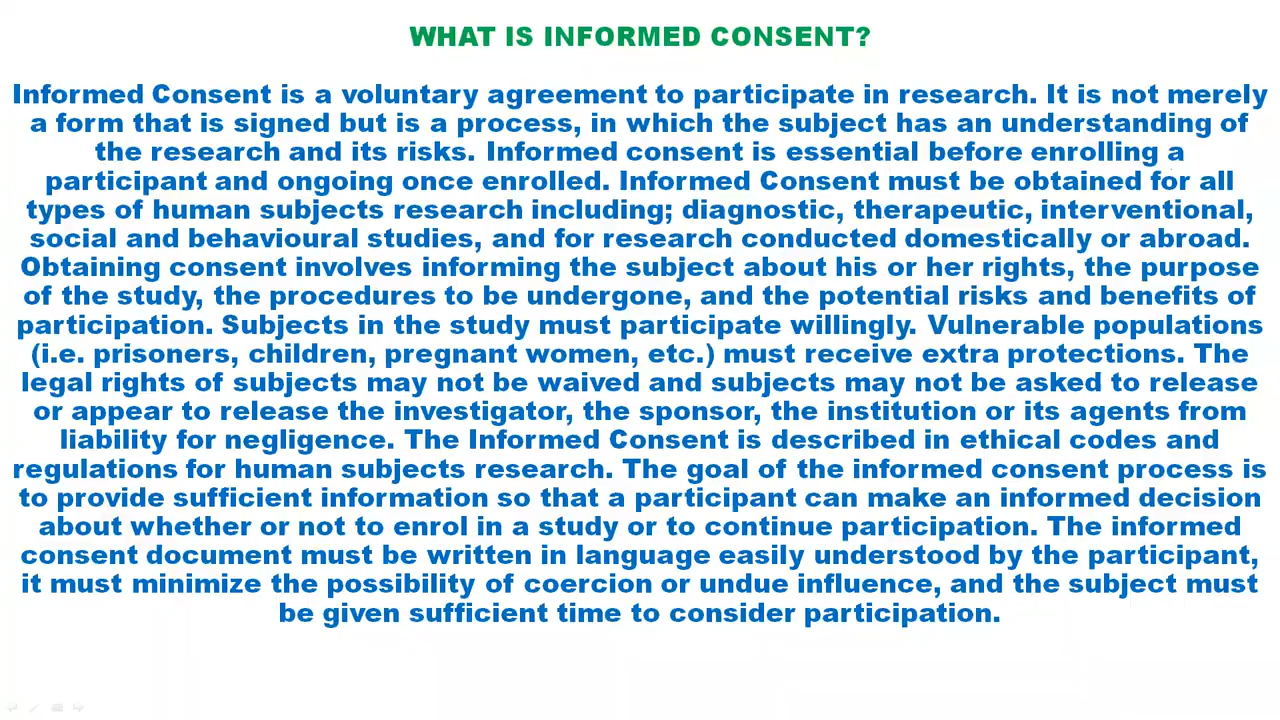 WHAT IS INFORMED CONSENT?
Informed Consent is a voluntary agreement to participate in research. It is not merely
a form that is signed but is a process, in which the subject has an understanding of
the research and its risks. Informed consent is essential before enrolling a
participant and ongoing once enrolled. Informed Consent must be obtained for all
types of human subjects research including; diagnostic, therapeutic, interventional,
social and behavioural studies, and for research conducted domestically or abroad.
Obtaining consent involves informing the subject about his or her rights, the purpose
of the study, the procedures to be undergone, and the potential risks and benefits of
participation. Subjects in the study must participate willingly. Vulnerable populations
(i.e. prisoners, children, pregnant women, etc.) must receive extra protections. The
legal rights of subjects may not be waived and subjects may not be asked to release
or appear to release the investigator, the sponsor, the institution or its agents from
liability for negligence. The Informed Consent is described in ethical codes and
regulations for human subjects research. The goal of the informed consent process is
to provide sufficient information so that a participant can make an informed decision
about whether or not to enrol in a study or to continue participation. The informed
consent document must be written in language easily understood by the participant,
it must minimize the possibility of coercion or undue influence, and the subject must
be given sufficient time to consider participation.